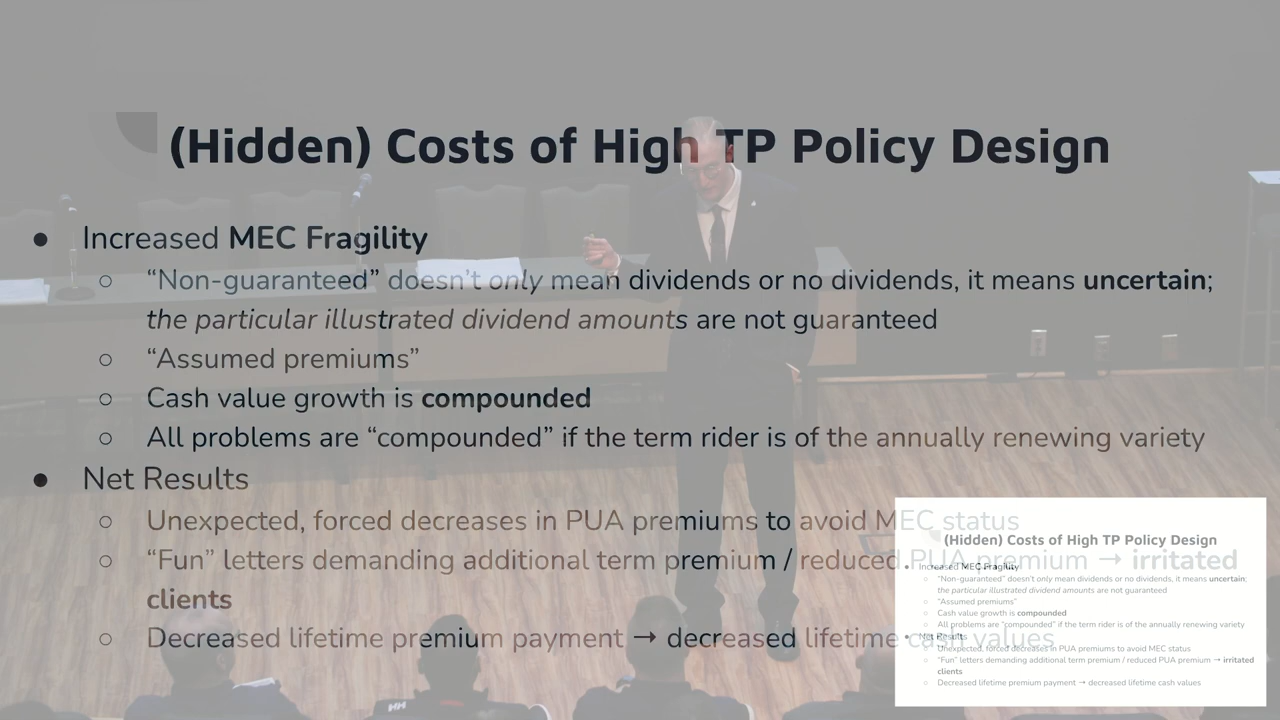 (Hidden) Costs of High TP Policy Design
● Increased MEC Fragility
○ “Non-guaranteed” doesn’t only mean dividends or no dividends, it means uncertain;
the particular illustrated dividend amounts are not guaranteed
○ “Assumed premiums”
○ Cash value growth is compounded
○ All problems are “compounded” if the term rider is of the annually renewing variety
● Net Results
○ Unexpected, forced decreases in PUA premiums to avoid MEC status
○ “Fun” letters demanding additional term premium / reduced PUA premium → irritated
clients
○ Decreased lifetime premium payment → decreased lifetime cash values
(Hidden) Costs of High TP Policy Design
● Increased MEC Fragility
○ “Non-guaranteed” doesn’t only mean dividends or no dividends, it means uncertain;
the particular illustrated dividend amounts are not guaranteed
○ “Assumed premiums”
○ Cash value growth is compounded
○ All problems are “compounded” if the term rider is of the annually renewing variety
● Net Results
○ Unexpected, forced decreases in PUA premiums to avoid MEC status
○ “Fun” letters demanding additional term premium / reduced PUA premium → irritated
clients
○ Decreased lifetime premium payment → decreased lifetime cash values
HH